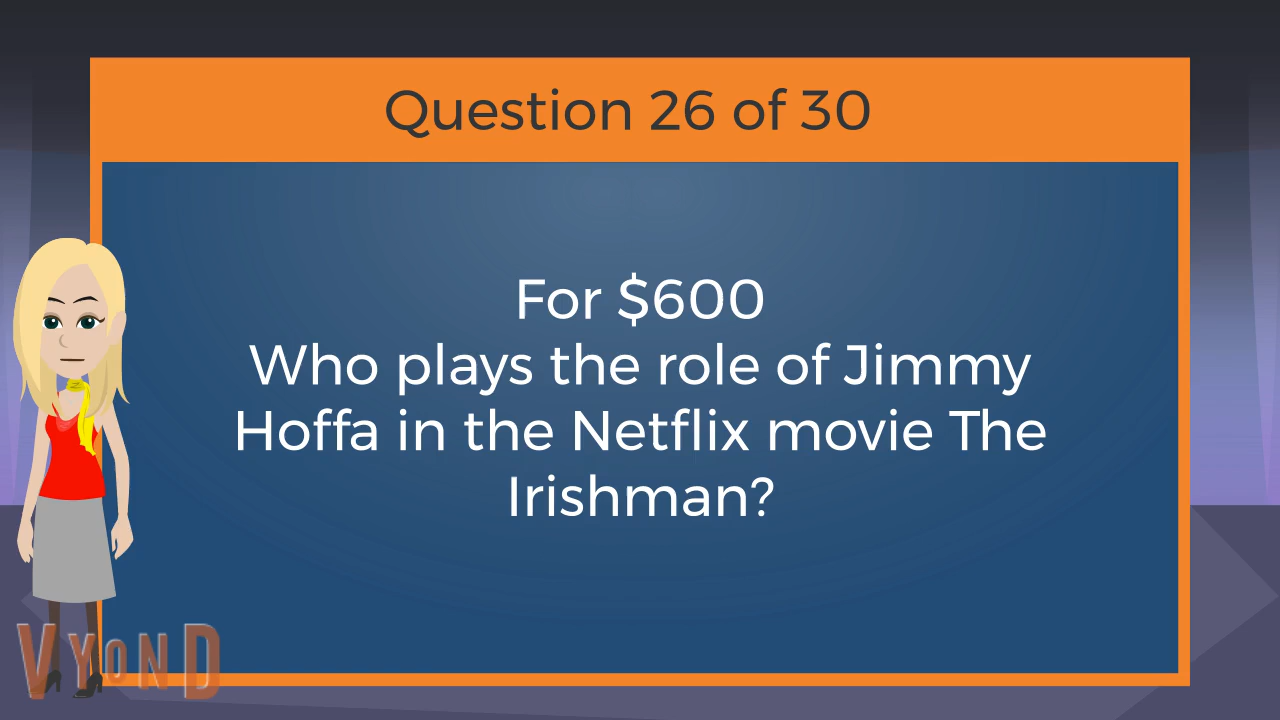 Question 26 of 30
For $600
Who plays the role of Jimmy
Hoffa in the Netflix movie The
Irishman?
VYonD